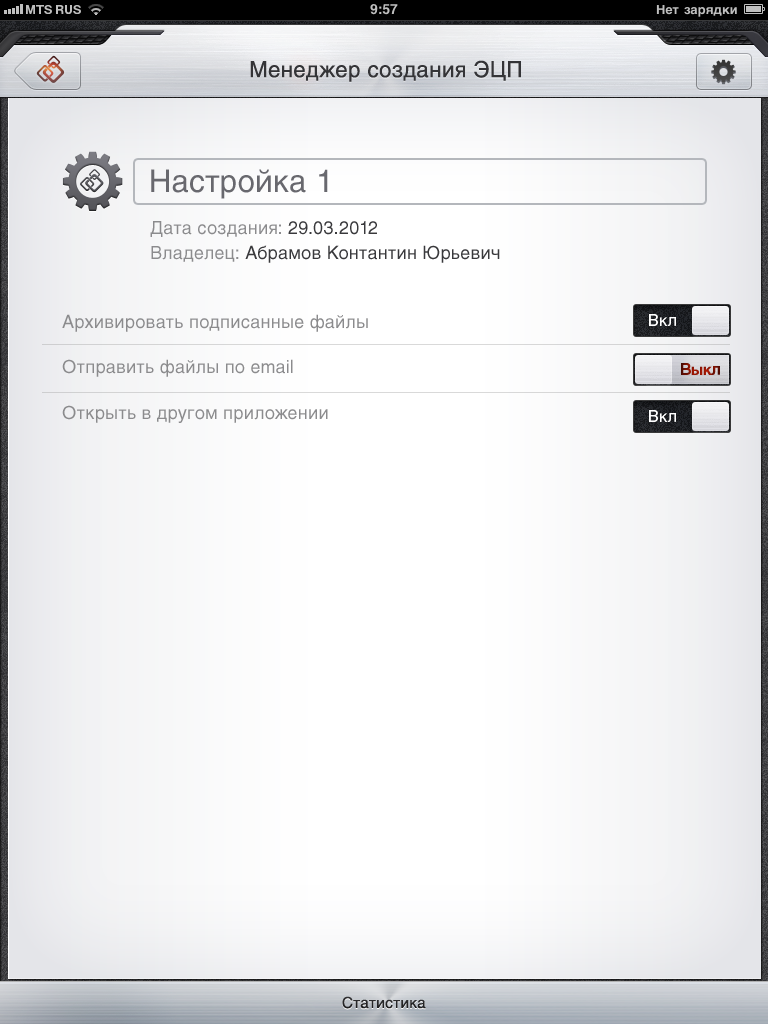 MTS RUS 9:57 Нет зарядки
Менеджер создания ЭЦП
Настройка 1
Дата создания: 29.03.2012
Владелец: Абрамов Контантин Юрьевич
Архивировать подписанные файлы Вкл
Отправить файлы по email Выкл
Открыть в другом приложении Вкл
Статистика